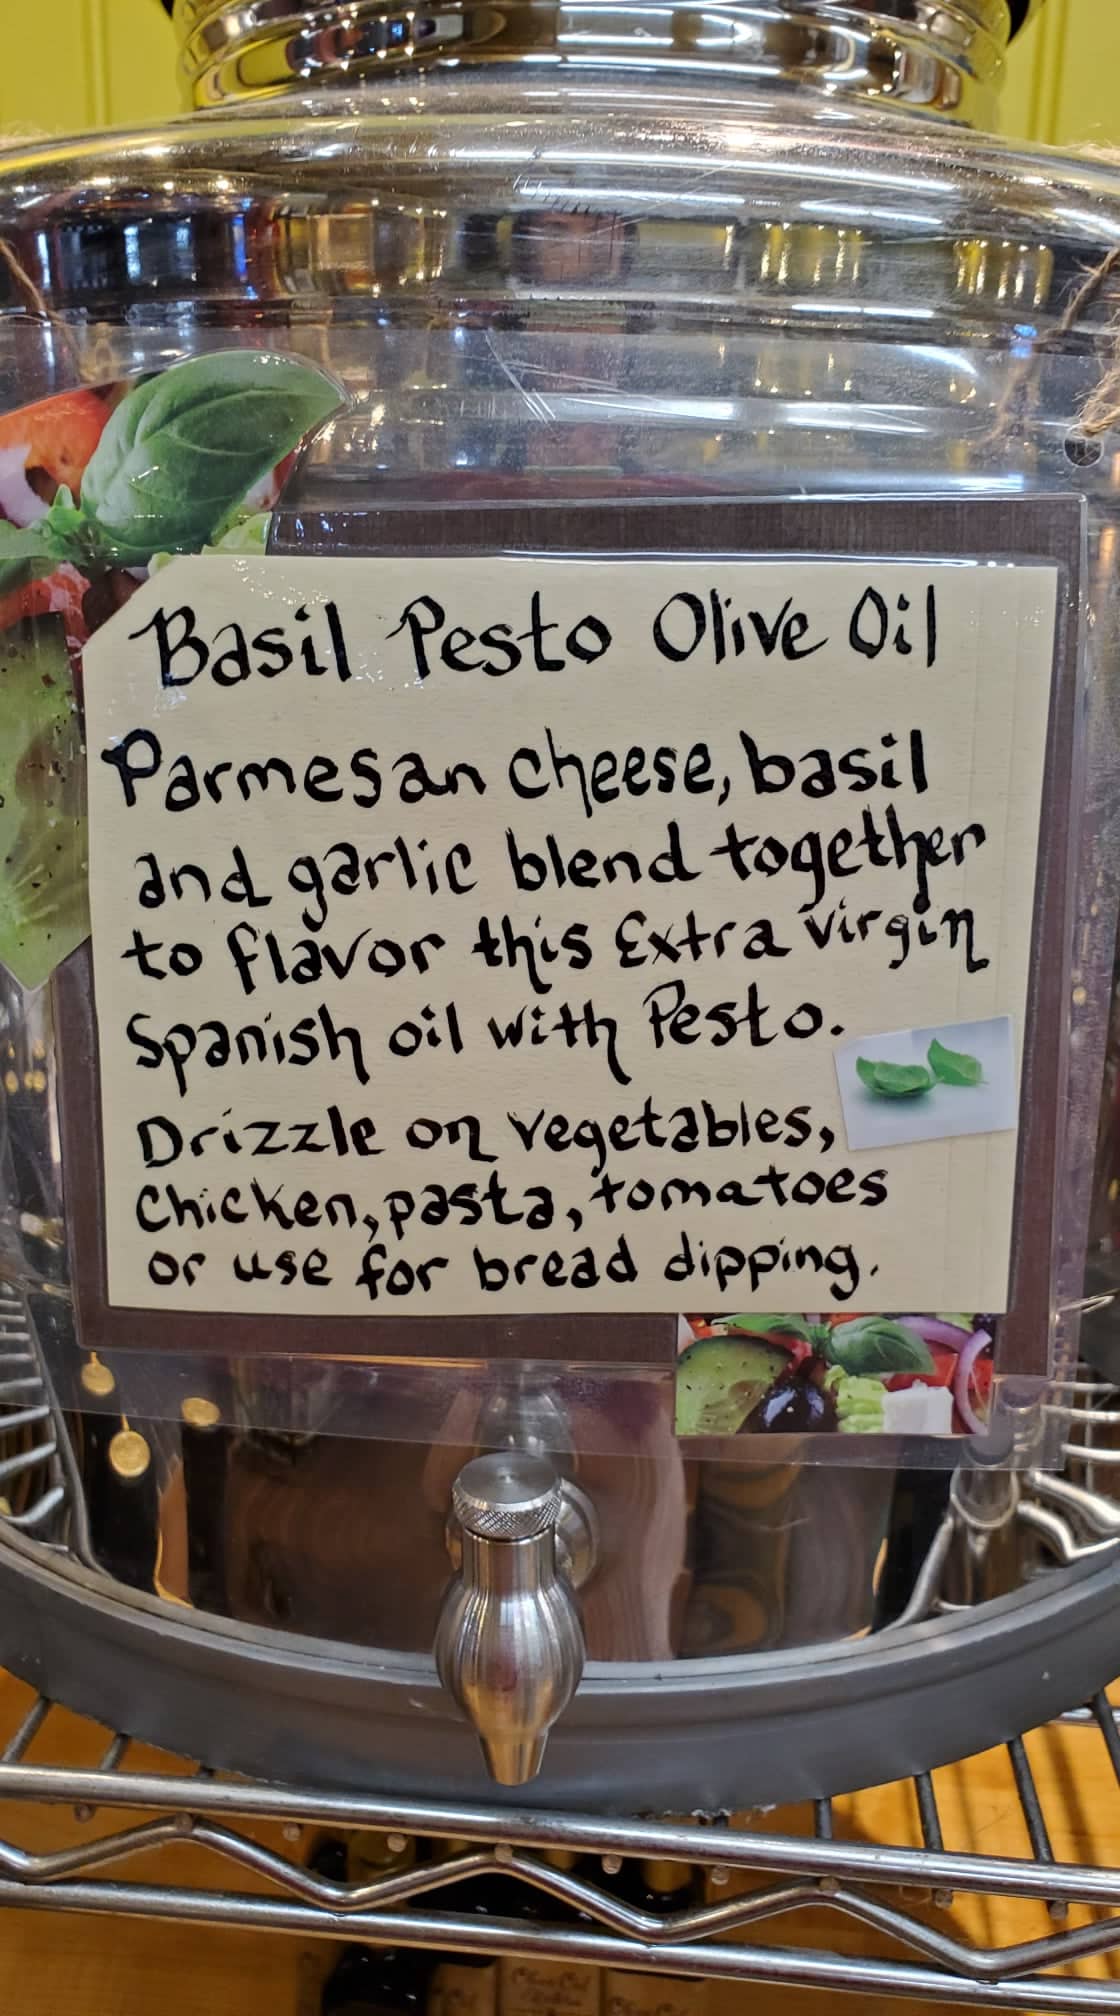 Basil Pesto Olive Oil
Parmesan cheese, basil
and garlic blend together
to flavor this Extra virgin
Spanish oil with Pesto.
Drizzle on vegetables,
Chicken, pasta, tomatoes
or use for bread dipping.